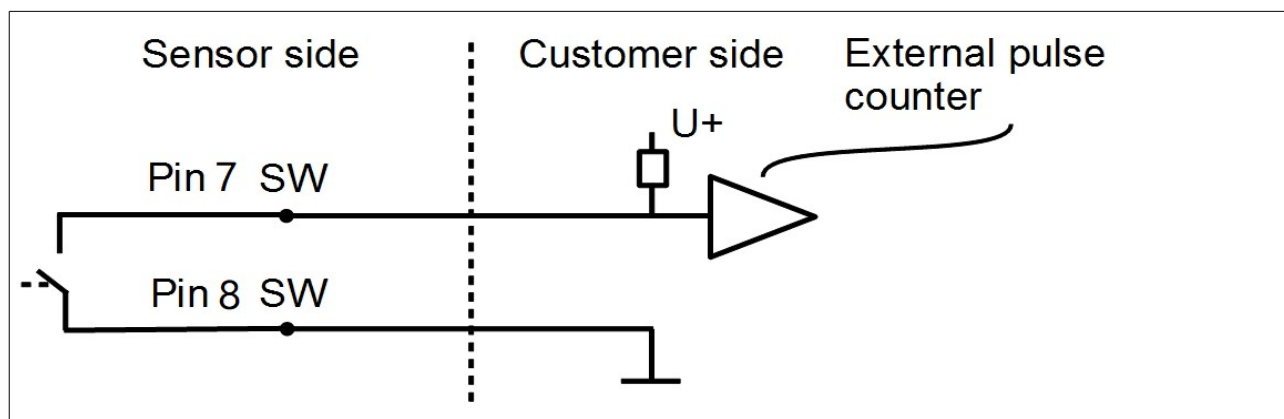 Sensor side
Customer side
External pulse
counter
U+
Pin 7 SW
Pin 8 SW